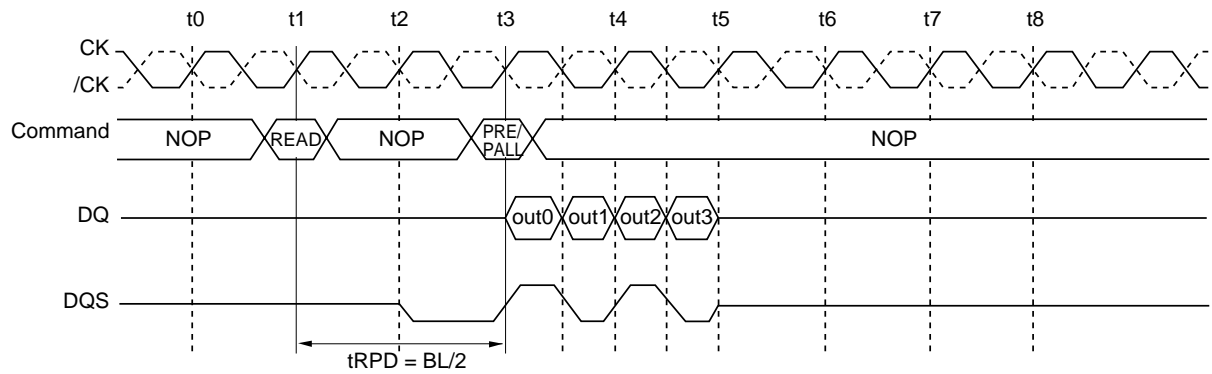 t0 t1 t2 t3 t4 t5 t6 t7 t8
CK
/CK
Command NOP READ NOP PRE/ PALL NOP
DQ out0 out1 out2 out3
DQS
tRPD = BL/2